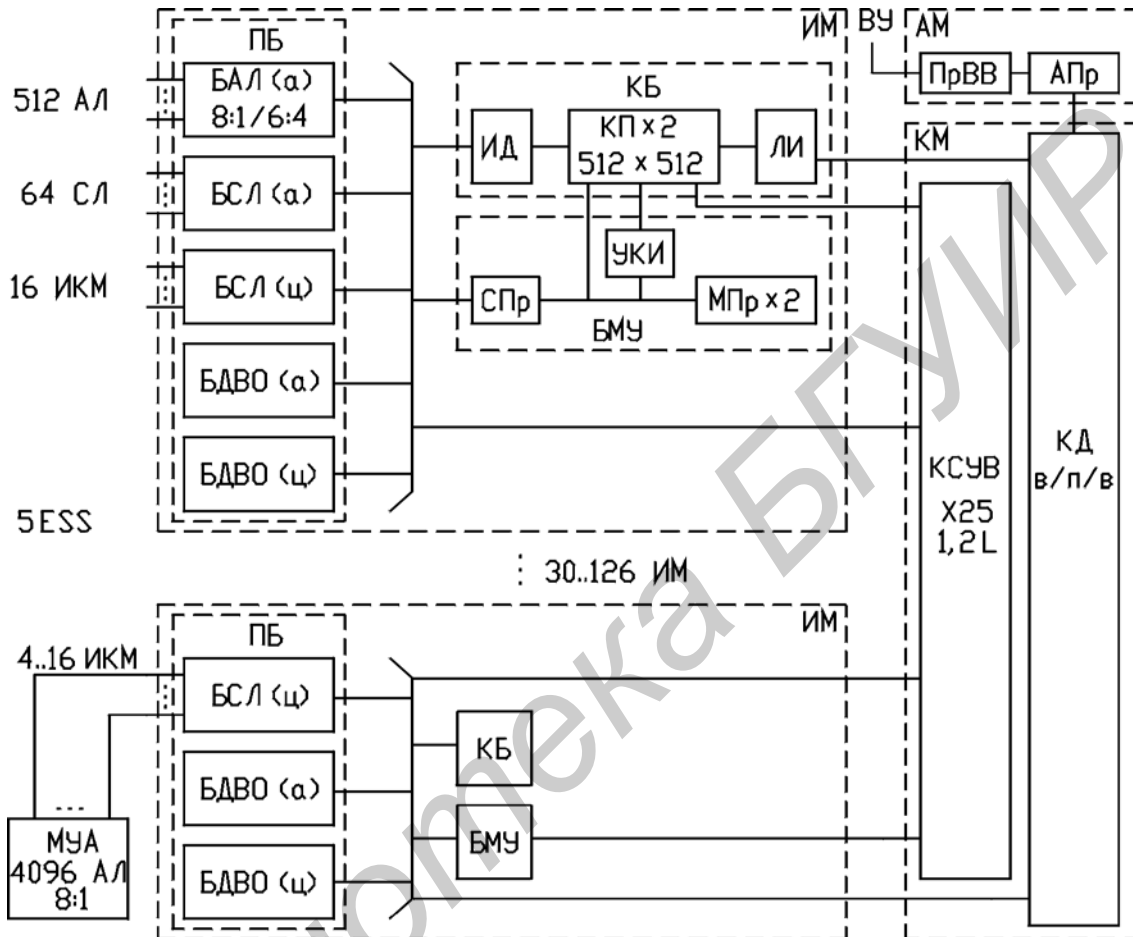 ПБ
ИМ
ВУ
АМ
512 АЛ
БАЛ (а)
8:1/6:4
КБ
ПрВВ
АПр
ИД
КП x 2
512 x 512
ЛИ
КМ
64 СЛ
БСЛ (а)
УКИ
16 ИКМ
БСЛ (ц)
СПр
МПр x 2
БМУ
БДВО (а)
БДВО (ц)
КСУВ
X25
1,2L
КД
в/п/в
5ESS
30..126 ИМ
ПБ
ИМ
4..16 ИКМ
БСЛ (ц)
КБ
БДВО (а)
...
МУА
4096 АЛ
8:1
БМУ
БДВО (ц)
отека БГУИР